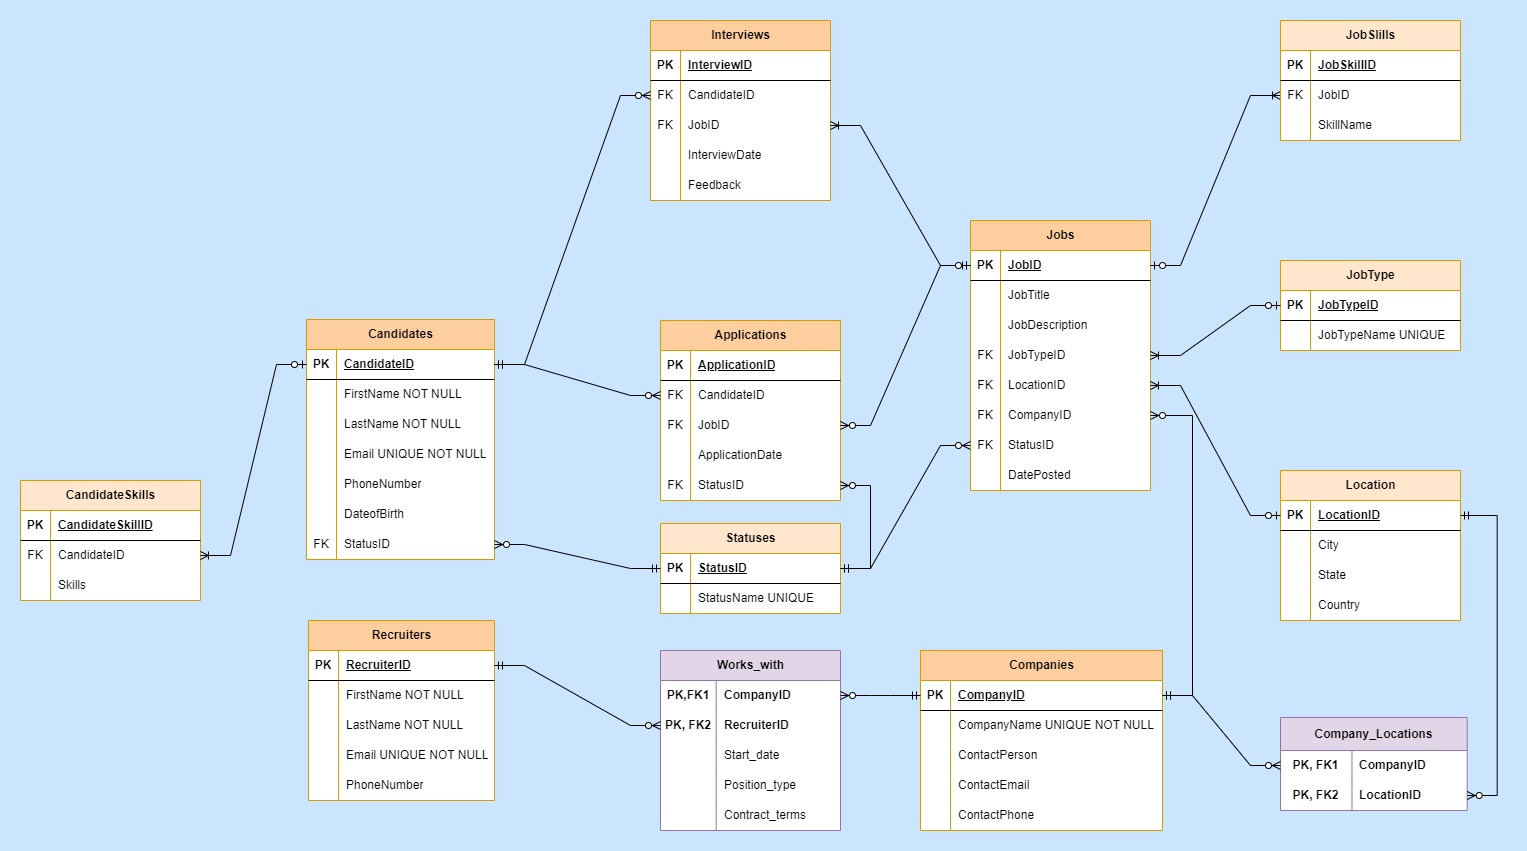 Interviews
PK InterviewID
FK CandidateID
FK JobID
InterviewDate
Feedback
JobSlills
PK JobSkillID
FK JobID
SkillName
Jobs
PK JobID
JobTitle
JobDescription
FK JobTypeID
FK LocationID
FK CompanyID
FK StatusID
DatePosted
JobType
PK JobTypeID
JobTypeName UNIQUE
Candidates
PK CandidateID
FirstName NOT NULL
LastName NOT NULL
Email UNIQUE NOT NULL
PhoneNumber
DateofBirth
FK StatusID
Applications
PK ApplicationID
FK CandidateID
FK JobID
ApplicationDate
FK StatusID
CandidateSkills
PK CandidateSkillID
FK CandidateID
Skills
Statuses
PK StatusID
StatusName UNIQUE
Location
PK LocationID
City
State
Country
Recruiters
PK RecruiterID
FirstName NOT NULL
LastName NOT NULL
Email UNIQUE NOT NULL
PhoneNumber
Works_with
PK,FK1 CompanyID
PK, FK2 RecruiterID
Start_date
Position_type
Contract_terms
Companies
PK CompanyID
CompanyName UNIQUE NOT NULL
ContactPerson
ContactEmail
ContactPhone
Company_Locations
PK, FK1 CompanyID
PK, FK2 LocationID